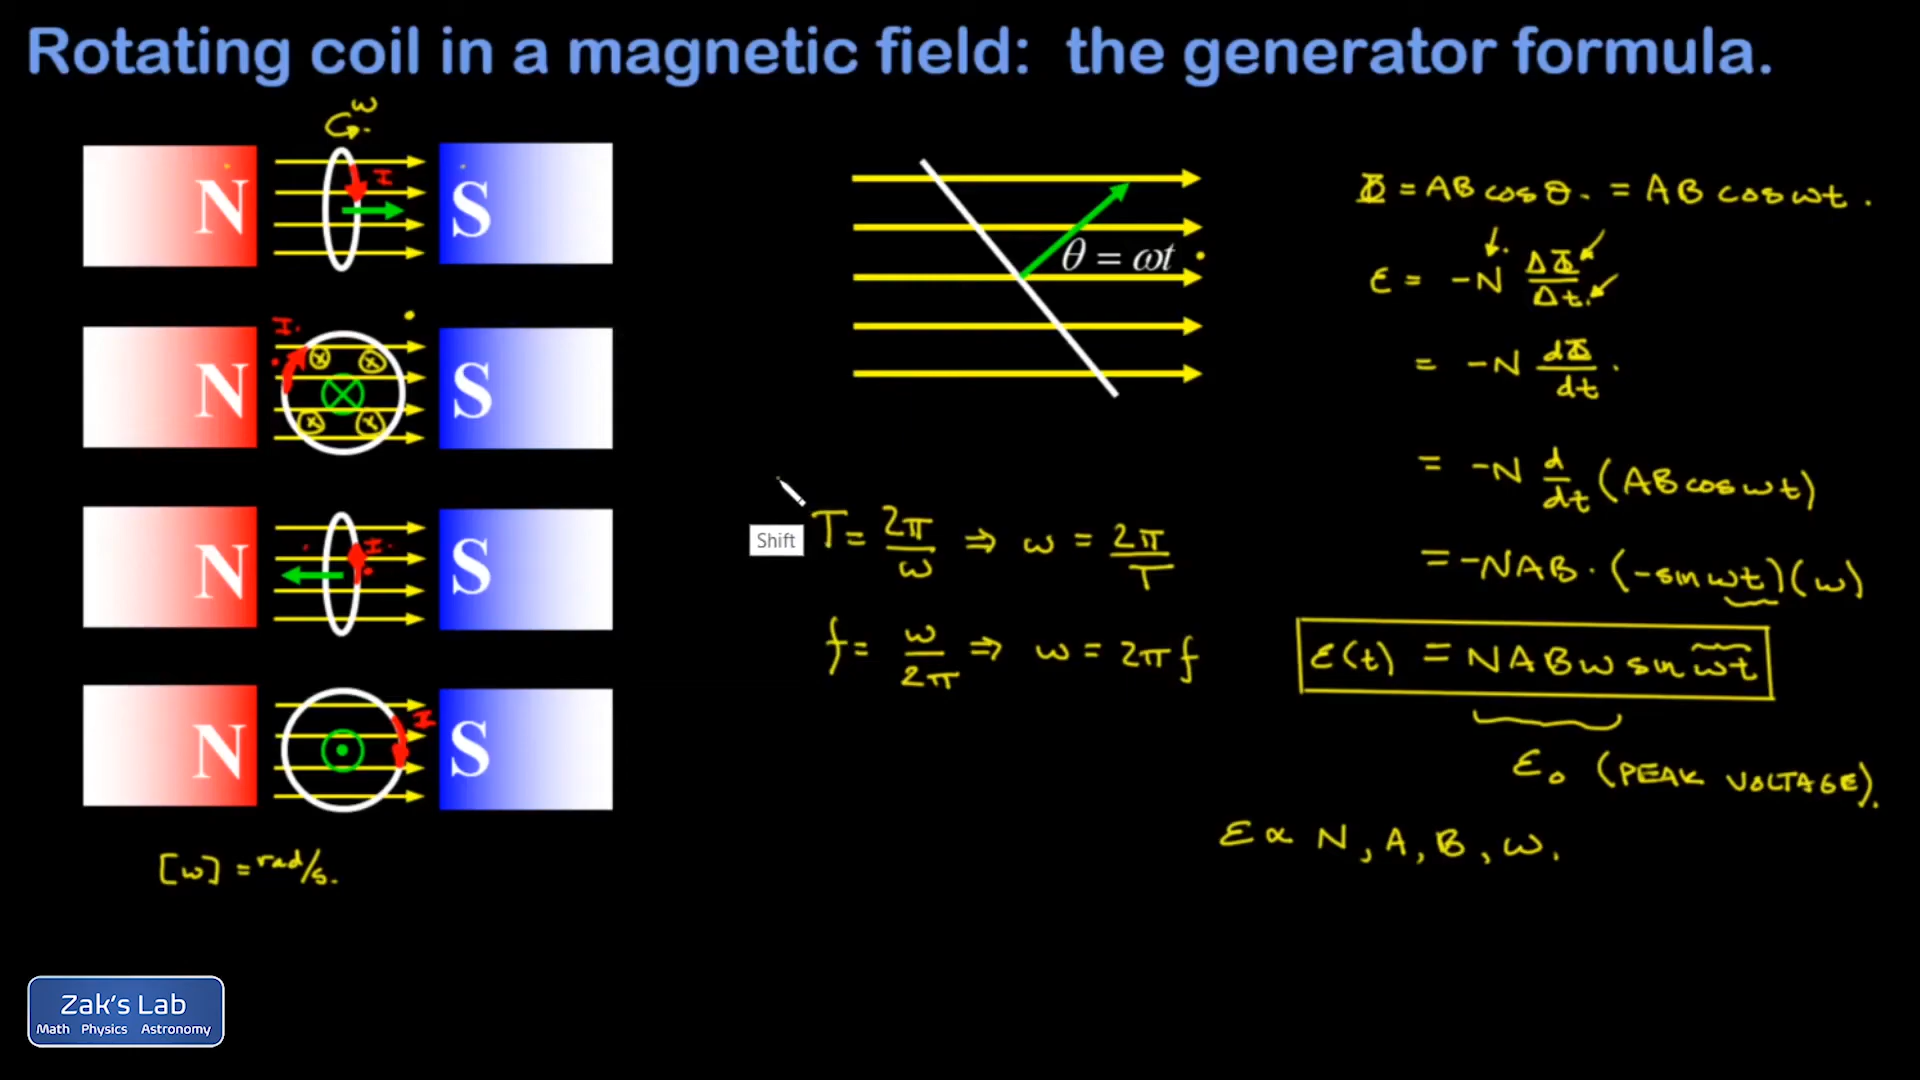 Rotating coil in a magnetic field: the generator formula.
ω
N I S
I. N S
N I. S
N I S
[ω] = rad/s.
θ = ωt
T = 2π/ω ⇒ ω = 2π/T
Shift
f = ω/2π ⇒ ω = 2πf
Φ = AB cos θ. = AB cos ωt.
ε = -N ΔΦ/Δt.
= -N dΦ/dt.
= -N d/dt (AB cos ωt)
= -NAB · (-sin ωt)(ω)
ε(t) = NABω sin ωt
ε₀ (PEAK VOLTAGE).
ε ∝ N, A, B, ω.
Zak's Lab
Math Physics Astronomy